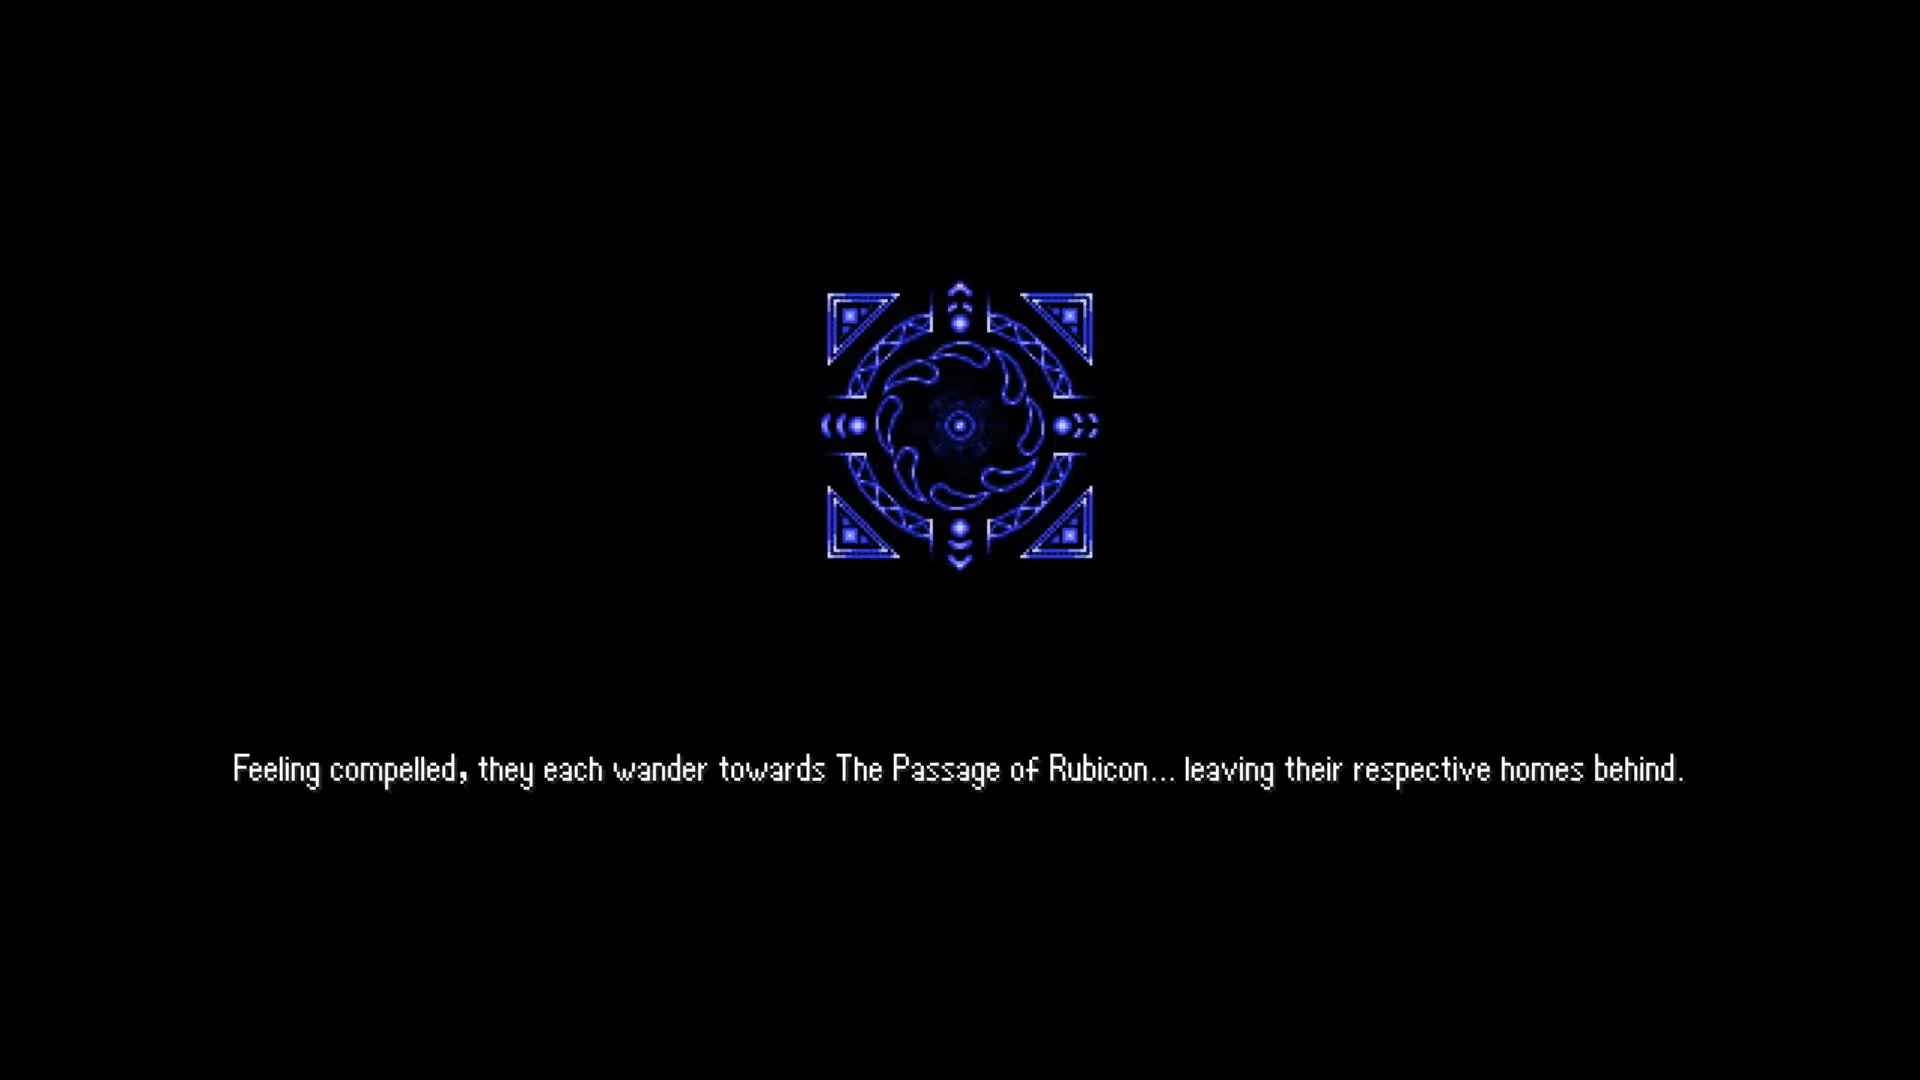 Feeling compelled, they each wander towards The Passage of Rubicon... leaving their respective homes behind.